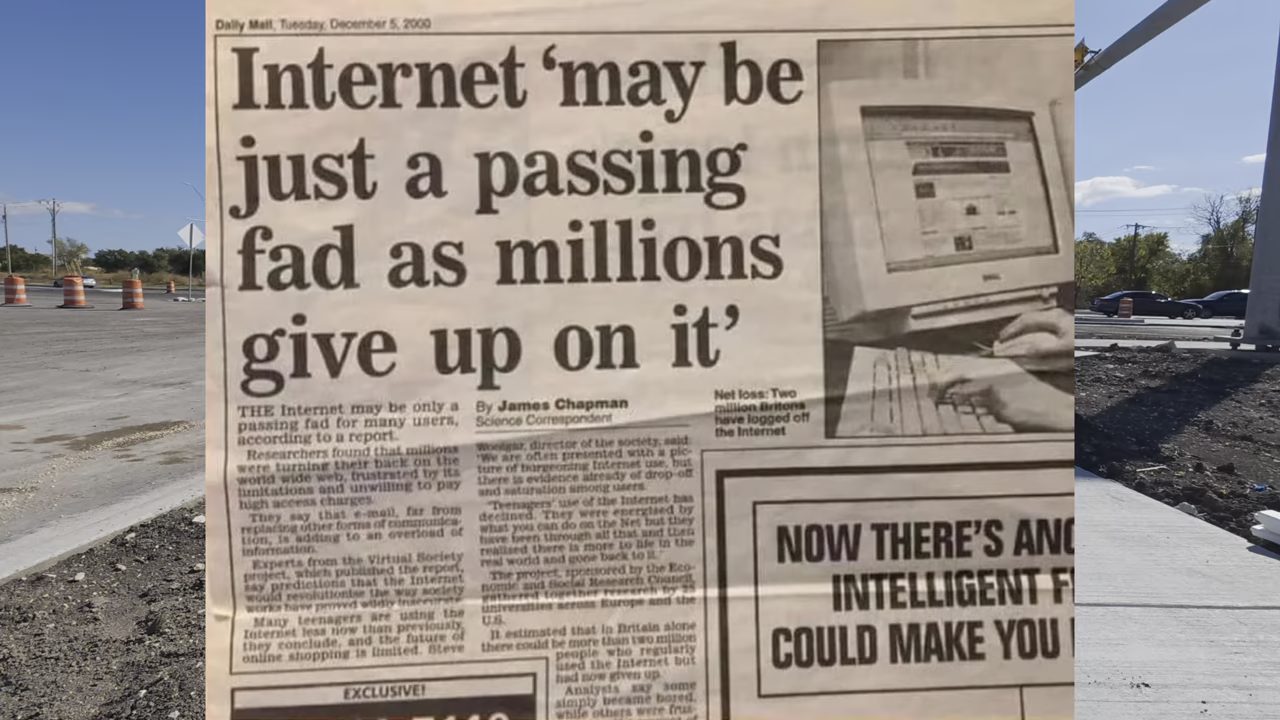 Daily Mail, Tuesday, December 5, 2000
Internet ‘may be
just a passing
fad as millions
give up on it’
THE Internet may be only a
passing fad for many users,
according to a report.
Researchers found that millions
were turning their back on the
world wide web, frustrated by its
limitations and unwilling to pay
high access charges.
They say that e-mail, far from
replacing other forms of communica-
tion, is adding to an overload of
information.
Experts from the Virtual Society
project, which published the report,
say predictions that the Internet
would revolutionise the way society
works have proved wildly inaccurate.
Many teenagers are using the
Internet less now than previously,
they conclude, and the future of
online shopping is limited. Steve
By James Chapman
Science Correspondent
Woolgar, director of the society, said:
‘We are often presented with a pic-
ture of burgeoning Internet use, but
there is evidence already of drop-off
and saturation among users.
‘Teenagers’ use of the Internet has
declined. They were energised by
what you can do on the Net but they
have been through all that and then
realised there is more to life in the
real world and gone back to it.’
The project, sponsored by the Eco-
nomic and Social Research Council,
gathered together research by 25
universities across Europe and the
U.S.
It estimated that in Britain alone
there could be more than two million
people who regularly
used the Internet but
had now given up.
Analysts say some
simply became bored,
while others were frus-
Net loss: Two
million Britons
have logged off
the Internet
DELL
NOW THERE’S ANO
INTELLIGENT F
COULD MAKE YOU
EXCLUSIVE!